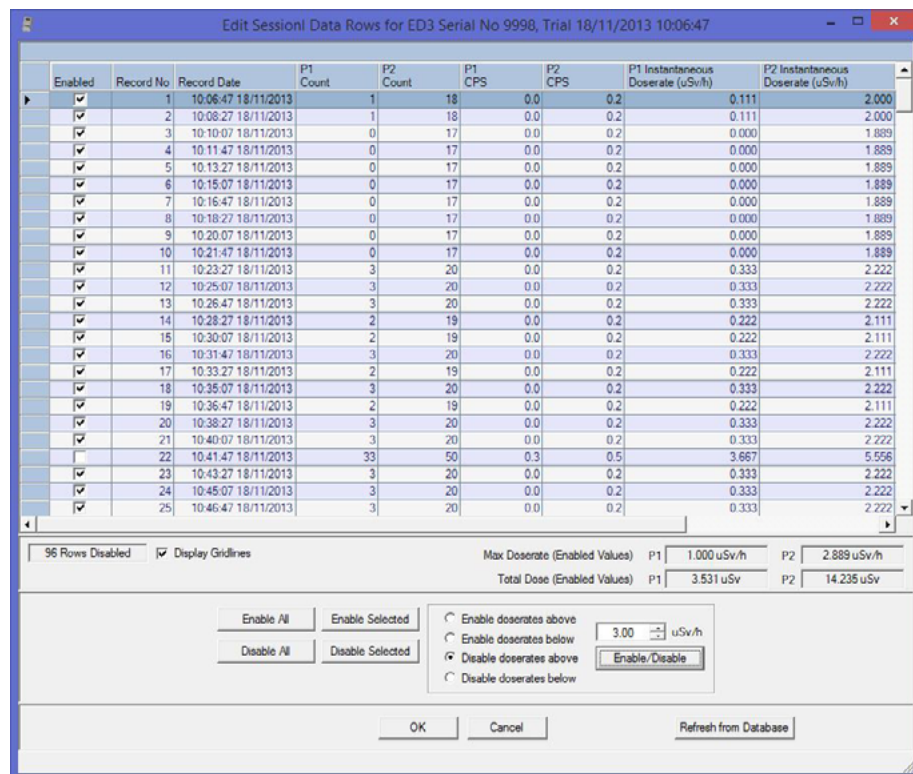 Edit Sessionl Data Rows for ED3 Serial No 9998, Trial 18/11/2013 10:06:47
Enabled Record No Record Date P1 Count P2 Count P1 CPS P2 CPS P1 Instantaneous Doserate (uSv/h) P2 Instantaneous Doserate (uSv/h)
1 10:06:47 18/11/2013 1 18 0.0 0.2 0.111 2.000
2 10:08:27 18/11/2013 1 18 0.0 0.2 0.111 2.000
3 10:10:07 18/11/2013 0 17 0.0 0.2 0.000 1.889
4 10:11:47 18/11/2013 0 17 0.0 0.2 0.000 1.889
5 10:13:27 18/11/2013 0 17 0.0 0.2 0.000 1.889
6 10:15:07 18/11/2013 0 17 0.0 0.2 0.000 1.889
7 10:16:47 18/11/2013 0 17 0.0 0.2 0.000 1.889
8 10:18:27 18/11/2013 0 17 0.0 0.2 0.000 1.889
9 10:20:07 18/11/2013 0 17 0.0 0.2 0.000 1.889
10 10:21:47 18/11/2013 0 17 0.0 0.2 0.000 1.889
11 10:23:27 18/11/2013 3 20 0.0 0.2 0.333 2.222
12 10:25:07 18/11/2013 3 20 0.0 0.2 0.333 2.222
13 10:26:47 18/11/2013 3 20 0.0 0.2 0.333 2.222
14 10:28:27 18/11/2013 2 19 0.0 0.2 0.222 2.111
15 10:30:07 18/11/2013 2 19 0.0 0.2 0.222 2.111
16 10:31:47 18/11/2013 3 20 0.0 0.2 0.333 2.222
17 10:33:27 18/11/2013 2 19 0.0 0.2 0.222 2.111
18 10:35:07 18/11/2013 3 20 0.0 0.2 0.333 2.222
19 10:36:47 18/11/2013 2 19 0.0 0.2 0.222 2.111
20 10:38:27 18/11/2013 3 20 0.0 0.2 0.333 2.222
21 10:40:07 18/11/2013 3 20 0.0 0.2 0.333 2.222
22 10:41:47 18/11/2013 33 50 0.3 0.5 3.667 5.556
23 10:43:27 18/11/2013 3 20 0.0 0.2 0.333 2.222
24 10:45:07 18/11/2013 3 20 0.0 0.2 0.333 2.222
25 10:46:47 18/11/2013 3 20 0.0 0.2 0.333 2.222
96 Rows Disabled Display Gridlines Max Doserate (Enabled Values) P1 1.000 uSv/h P2 2.889 uSv/h
Total Dose (Enabled Values) P1 3.531 uSv P2 14.235 uSv
Enable All Enable Selected Enable doserates above
Enable doserates below 3.00 uSv/h
Disable All Disable Selected Disable doserates above Enable/Disable
Disable doserates below
OK Cancel Refresh from Database